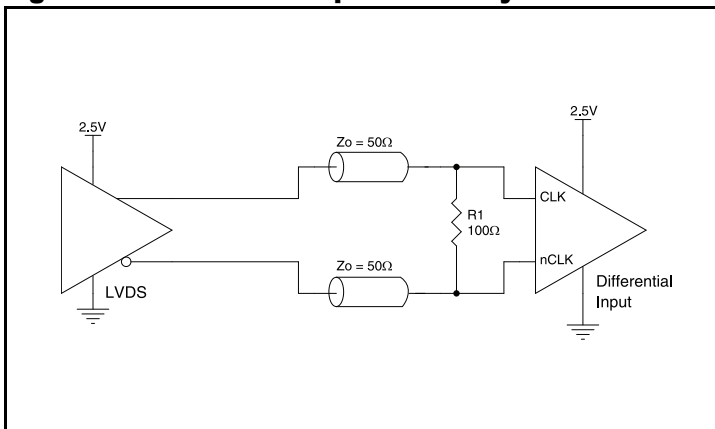 2.5V
2.5V
Zo = 50Ω
CLK
R1
100Ω
Zo = 50Ω
nCLK
LVDS
Differential
Input